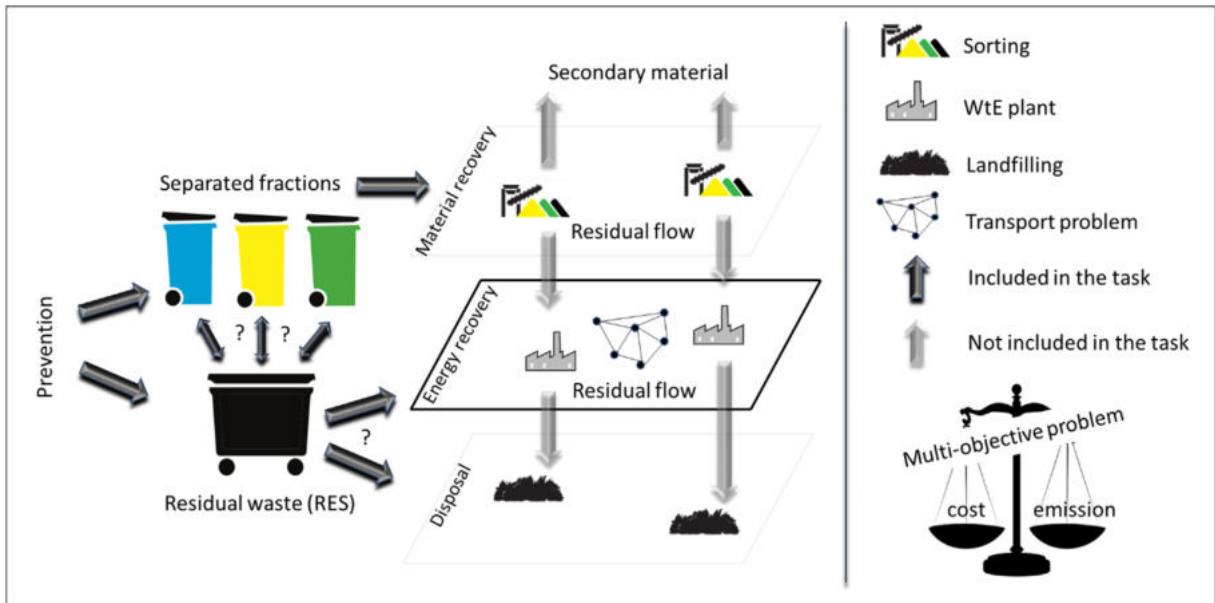 Secondary material
Separated fractions
Material recovery
Residual flow
Prevention
?
?
Energy recovery
Residual flow
?
Residual waste (RES)
Disposal
Sorting
WtE plant
Landfilling
Transport problem
Included in the task
Not included in the task
Multi-objective problem
cost
emission